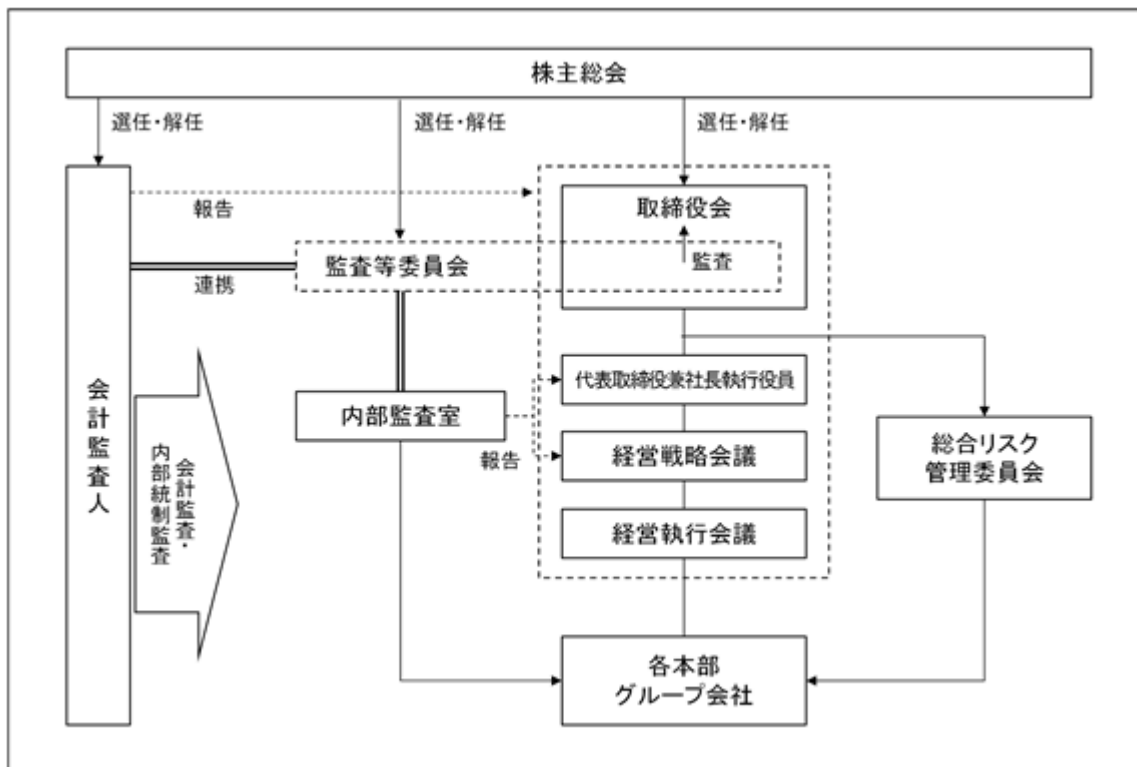 株主総会
選任・解任
選任・解任
選任・解任
報告
取締役会
監査等委員会
監査
連携
代表取締役兼社長執行役員
会計監査人
内部監査室
報告
経営戦略会議
総合リスク
管理委員会
会計監査・
内部統制監査
経営執行会議
各本部
グループ会社